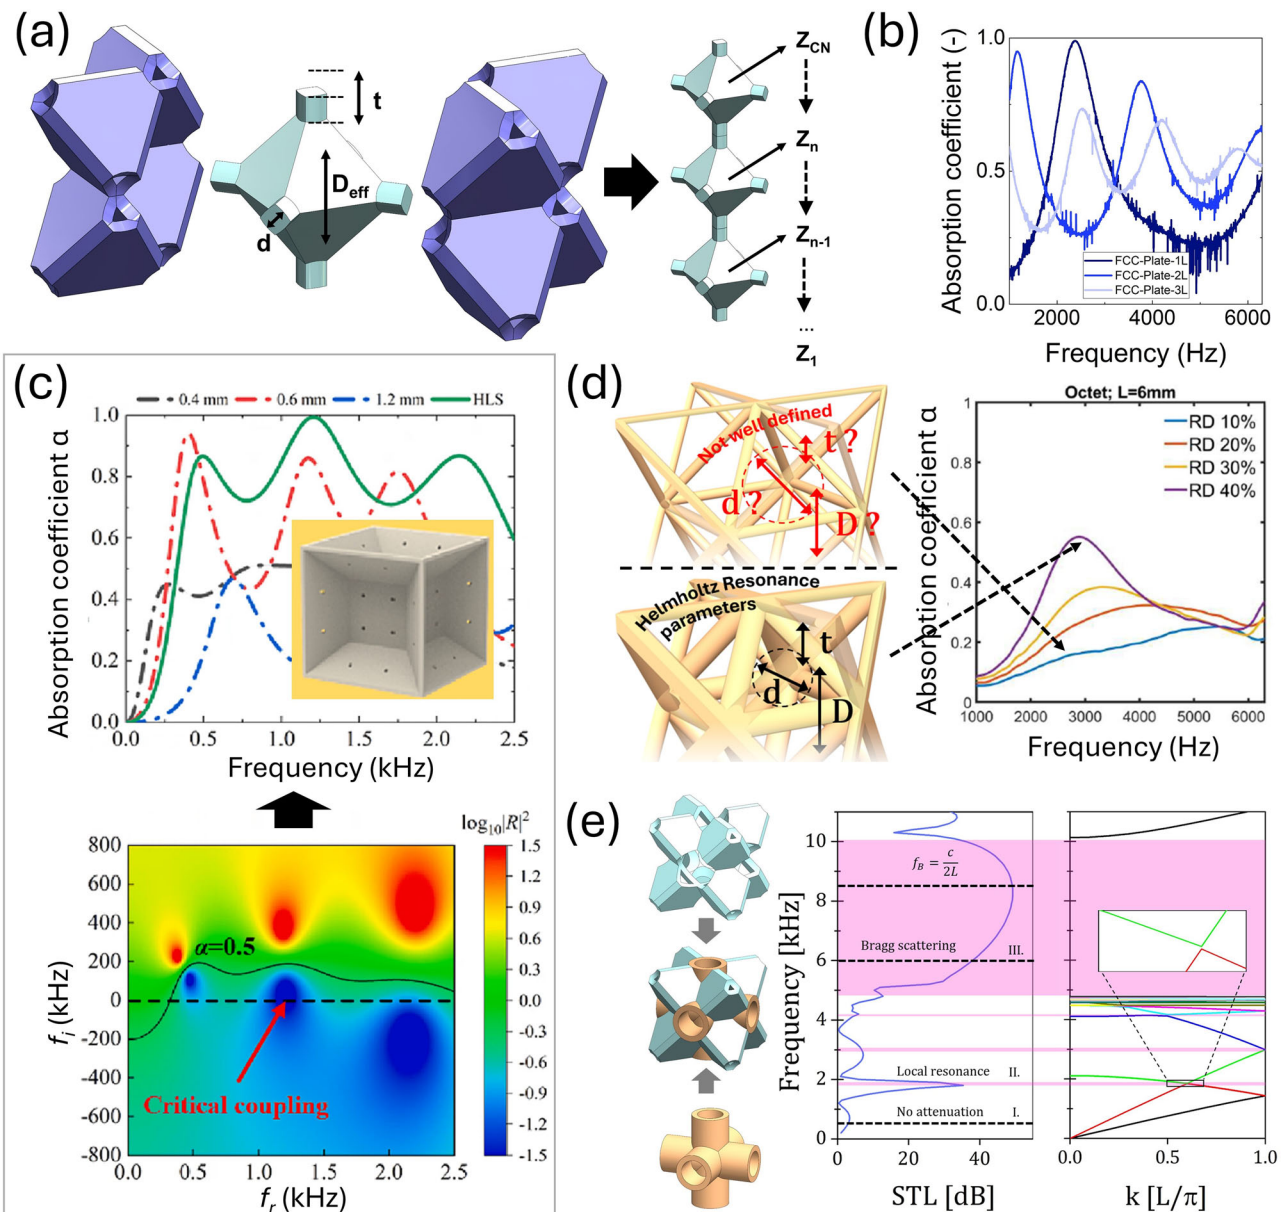 (a)
t
D_eff
d
Z_CN
Z_n
Z_n-1
...
Z_1
(b)
Absorption coefficient (-)
1.0
0.5
0.0
FCC-Plate-1L
FCC-Plate-2L
FCC-Plate-3L
2000 4000 6000
Frequency (Hz)
(c)
0.4 mm 0.6 mm 1.2 mm HLS
Absorption coefficient α
1.0
0.8
0.6
0.4
0.2
0.0
0.0 0.5 1.0 1.5 2.0 2.5
Frequency (kHz)
log₁₀|R|²
800
600
400
200
0
-200
-400
-600
-800
f_i (kHz)
α=0.5
Critical coupling
1.5
1.2
0.9
0.6
0.3
0.0
-0.3
-0.6
-0.9
-1.2
-1.5
0.0 0.5 1.0 1.5 2.0 2.5
f_r (kHz)
(d)
Not well defined
t ?
d ?
D ?
Helmholtz Resonance
parameters
t
d
D
Octet; L=6mm
Absorption coefficient α
1
0.8
0.6
0.4
0.2
0
RD 10%
RD 20%
RD 30%
RD 40%
1000 2000 3000 4000 5000 6000
Frequency (Hz)
(e)
Frequency [kHz]
10
8
6
4
2
0
f_B = c/2L
Bragg scattering III.
Local resonance II.
No attenuation I.
0 20 40
STL [dB]
0.0 0.5 1.0
k [L/π]